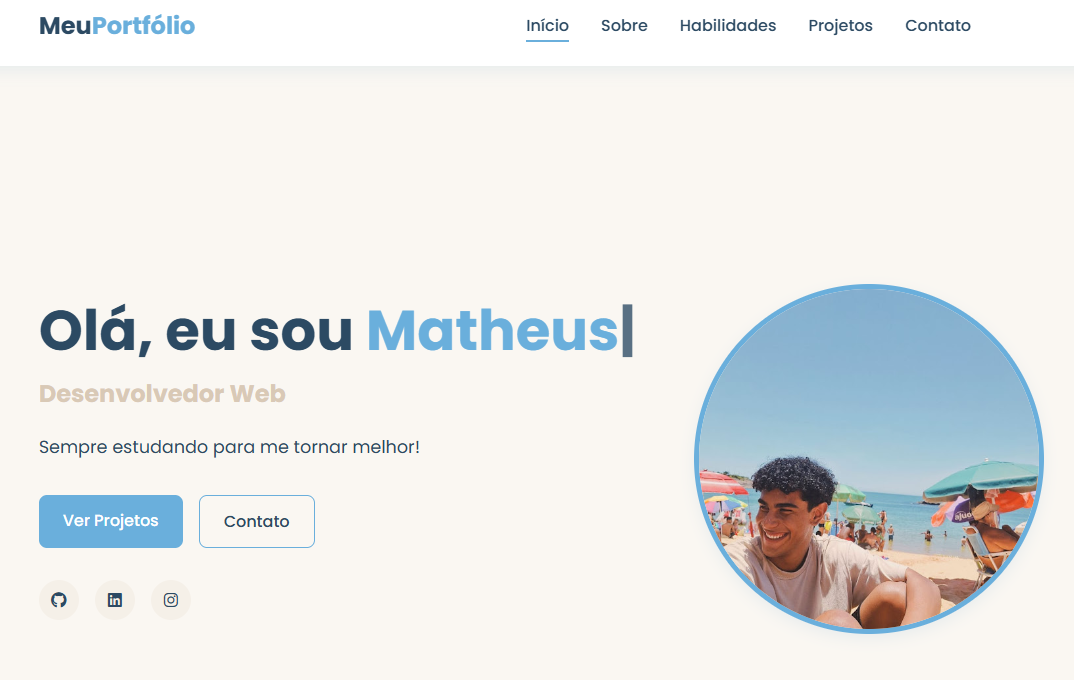 MeuPortfólio
Início Sobre Habilidades Projetos Contato
Olá, eu sou Matheus|
Desenvolvedor Web
Sempre estudando para me tornar melhor!
Ver Projetos Contato
in